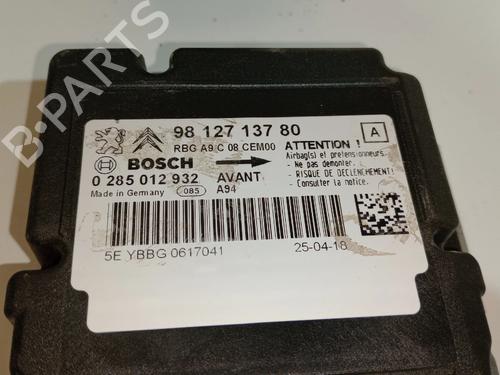 98 127 137 80
A
RBG A9 C 08 CEM00
ATTENTION !
BOSCH
Airbag(s) et pretensionneurs.
- Ne pas demonter.
0 285 012 932
AVANT
- RISQUE DE DECLENCHEMENT!
Made in Germany
085
A94
- Consulter la notice.
5E YBBG 0617041
25-04-18
B-PARTS
B-PARTS
B-PARTS